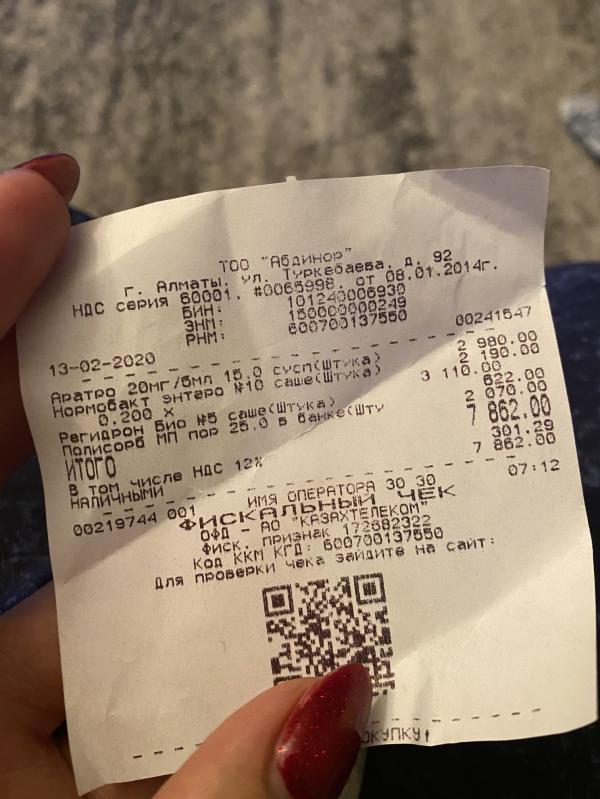 ТОО "Абдинор"
г. Алматы, ул. Туркебаева, д. 92
НДС серия 60001, #0065998, от 08.01.2014г.
БИН: 101240006930
ЗНМ: 150000000249
РНМ: 600700137550
13-02-2020 00241547
Аратро 20мг/5мл 15.0 сусп(Штука) 2 980.00
Нормобакт энтеро №10 саше(Штука) 2 190.00
0.200 x 3 110.00
Регидрон Био №5 саше(Штука) 622.00
Полисорб МП пор 25.0 в банке(Шту 2 070.00
ИТОГО 7 862.00
В том числе НДС 12% 301.29
НАЛИЧНЫМИ 7 862.00
07:12
00219744 001 ИМЯ ОПЕРАТОРА 30 30
ФИСКАЛЬНЫЙ ЧЕК
ОФД - АО "КАЗАХТЕЛЕКОМ"
Фиск. признак 172682322
Код ККМ КГД: 600700137550
Для проверки чека зайдите на сайт: